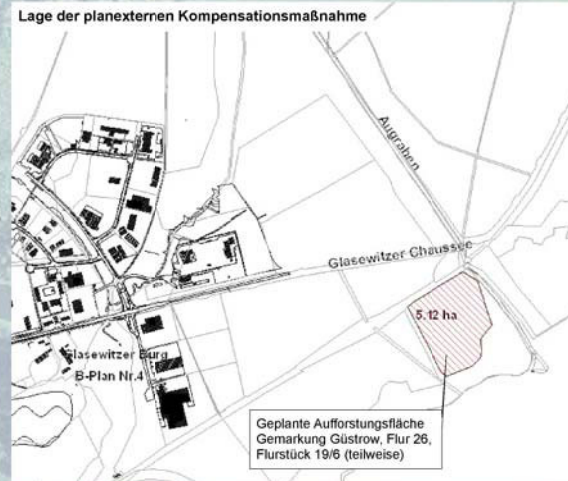 Lage der planexternen Kompensationsmaßnahme
Augraben
Glasewitzer Chaussee
5.12 ha
Glasewitzer Burg
B-Plan Nr.4
Geplante Aufforstungsfläche
Gemarkung Güstrow, Flur 26,
Flurstück 19/6 (teilweise)